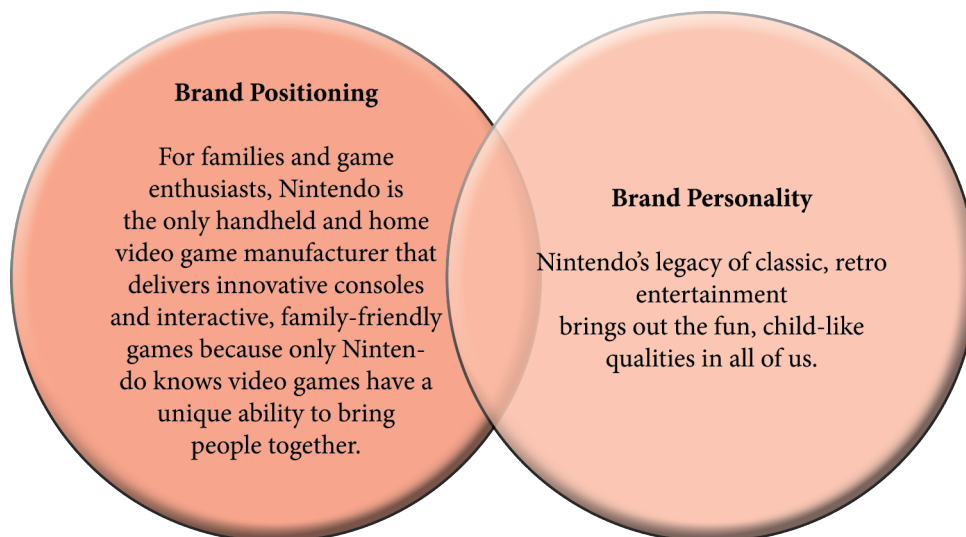 Brand Positioning
For families and game
enthusiasts, Nintendo is
the only handheld and home
video game manufacturer that
delivers innovative consoles
and interactive, family-friendly
games because only Ninten-
do knows video games have a
unique ability to bring
people together.
Brand Personality
Nintendo’s legacy of classic, retro
entertainment
brings out the fun, child-like
qualities in all of us.